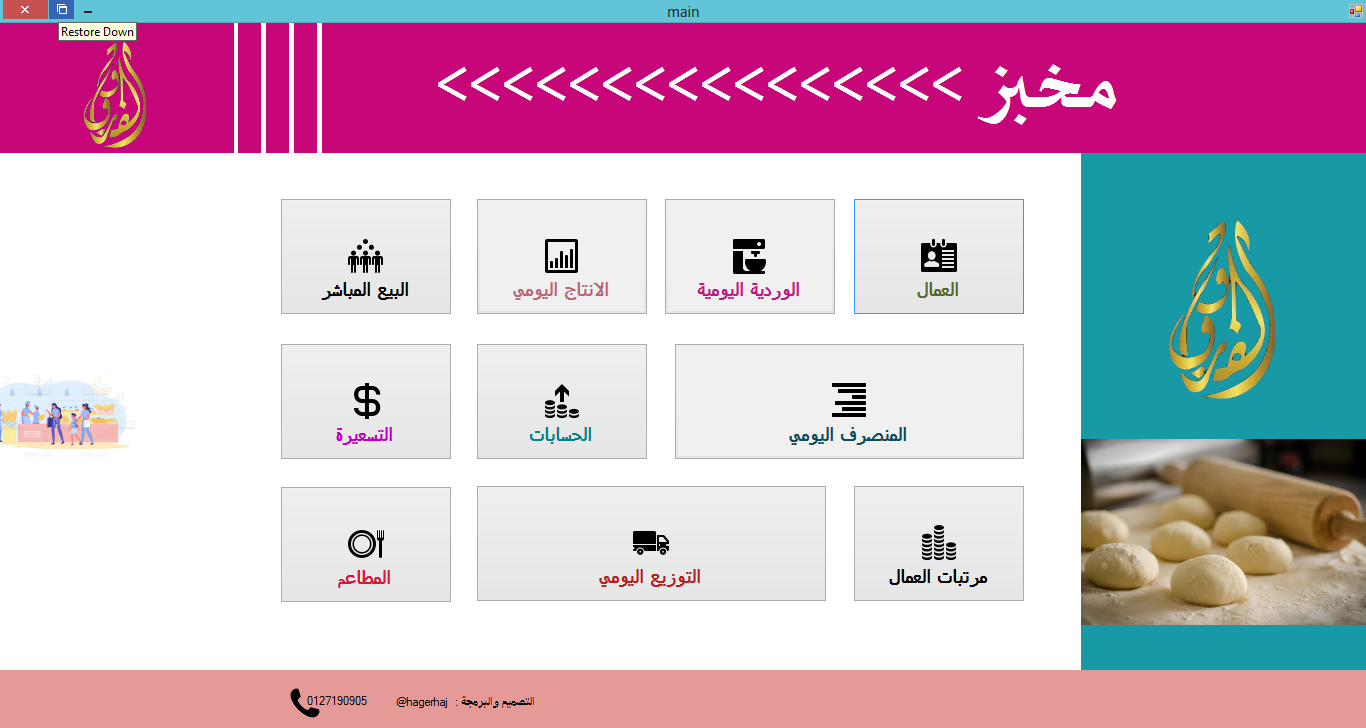 main
Restore Down
مخبز >>>>>>>>>>>>>>>>
الفاروق
العمال
الوردية اليومية
الانتاج اليومي
البيع المباشر
المنصرف اليومي
الحسابات
التسعيرة
مرتبات العمال
التوزيع اليومي
المطاعم
التصميم والبرمجة : @hagerhaj
0127190905